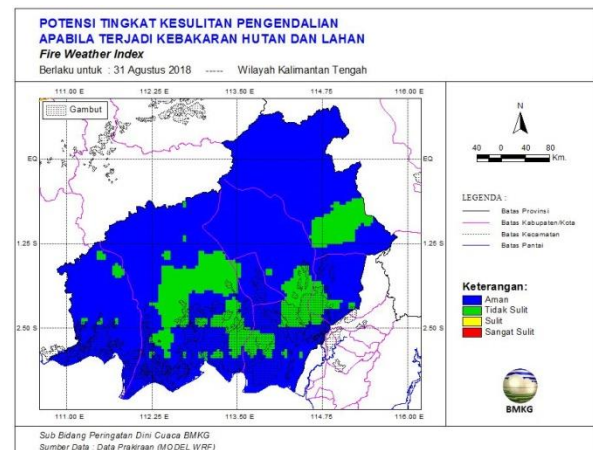 POTENSI TINGKAT KESULITAN PENGENDALIAN
APABILA TERJADI KEBAKARAN HUTAN DAN LAHAN
Fire Weather Index
Berlaku untuk : 31 Agustus 2018 ----- Wilayah Kalimantan Tengah
111.00 E 112.25 E 113.50 E 114.75 E 116.00 E
Gambut
EQ EQ
1.25 S 1.25 S
2.50 S 2.50 S
111.00 E 112.25 E 113.50 E 114.75 E 116.00 E
N
40 0 40 80
Km.
LEGENDA :
Batas Provinsi
Batas Kabupaten/Kota
Batas Kecamatan
Batas Pantai
Keterangan:
Aman
Tidak Sulit
Sulit
Sangat Sulit
BMKG
Sub Bidang Peringatan Dini Cuaca BMKG
Sumber Data : Data Prakiraan (MODEL WRF)